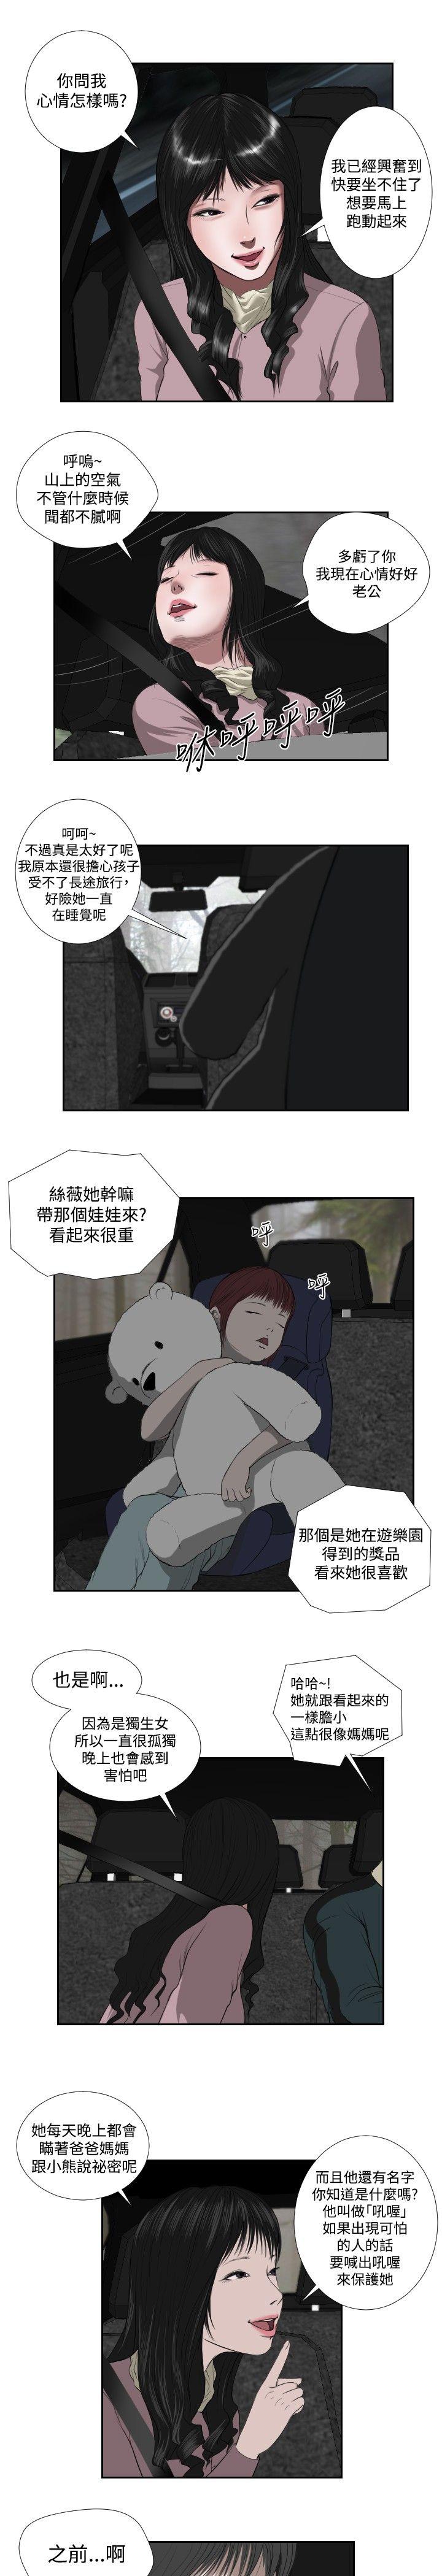 你問我
心情怎樣嗎?
我已經興奮到
快要坐不住了
想要馬上
跑動起來
呼嗚~
山上的空氣
不管什麼時候
聞都不膩啊
多虧了你
我現在心情好好
老公
咻呼呼呼
呵呵~
不過真是太好了呢
我原本還很擔心孩子
受不了長途旅行，
好險她一直
在睡覺呢
絲薇她幹嘛
帶那個娃娃來?
看起來很重
呼
呼
那個是她在遊樂園
得到的獎品
看來她很喜歡
也是啊...
因為是獨生女
所以一直很孤獨
晚上也會感到
害怕吧
哈哈~!
她就跟看起來的
一樣膽小
這點很像媽媽呢
她每天晚上都會
瞞著爸爸媽媽
跟小熊說祕密呢
而且他還有名字
你知道是什麼嗎?
他叫做「吼喔」
如果出現可怕
的人的話
要喊出吼喔
來保護她
之前...啊